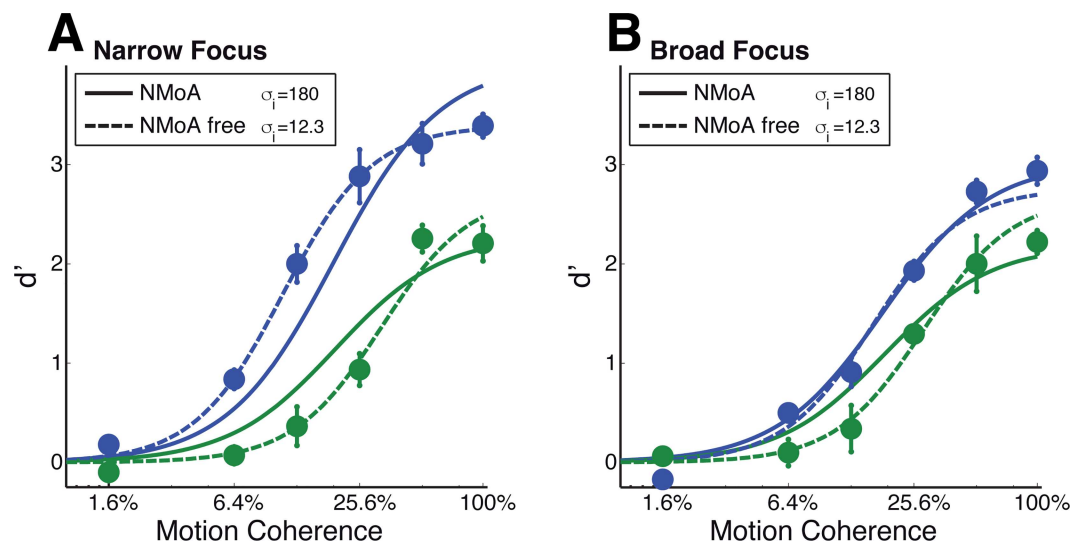 A Narrow Focus
NMoA σi=180
NMoA free σi=12.3
3
2
1
0
d’
1.6% 6.4% 25.6% 100%
Motion Coherence
B Broad Focus
NMoA σi=180
NMoA free σi=12.3
3
2
1
0
d’
1.6% 6.4% 25.6% 100%
Motion Coherence